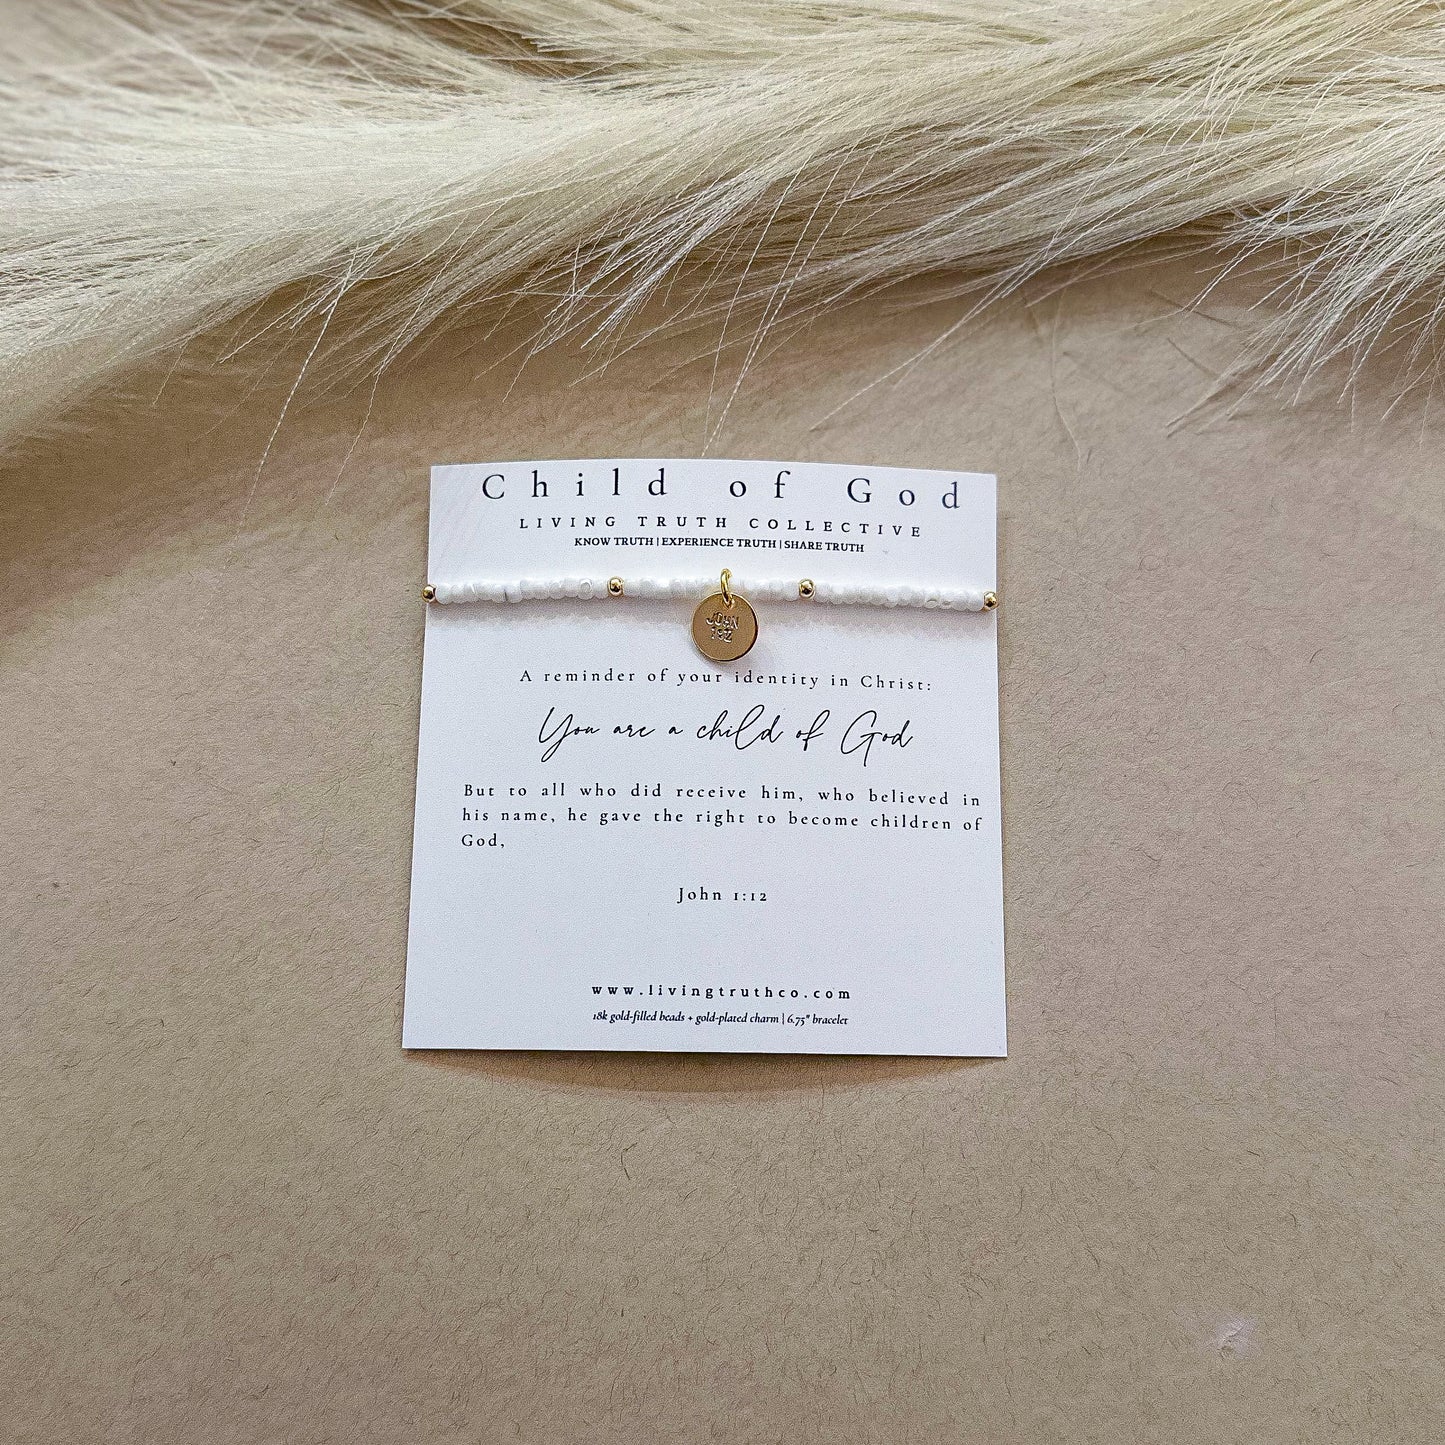 Child of God
LIVING TRUTH COLLECTIVE
KNOW TRUTH | EXPERIENCE TRUTH | SHARE TRUTH
JOHN
1:12
A reminder of your identity in Christ:
You are a child of God
But to all who did receive him, who believed in
his name, he gave the right to become children of
God,
John 1:12
www.livingtruthco.com
18k gold-filled beads + gold-plated charm | 6.75" bracelet